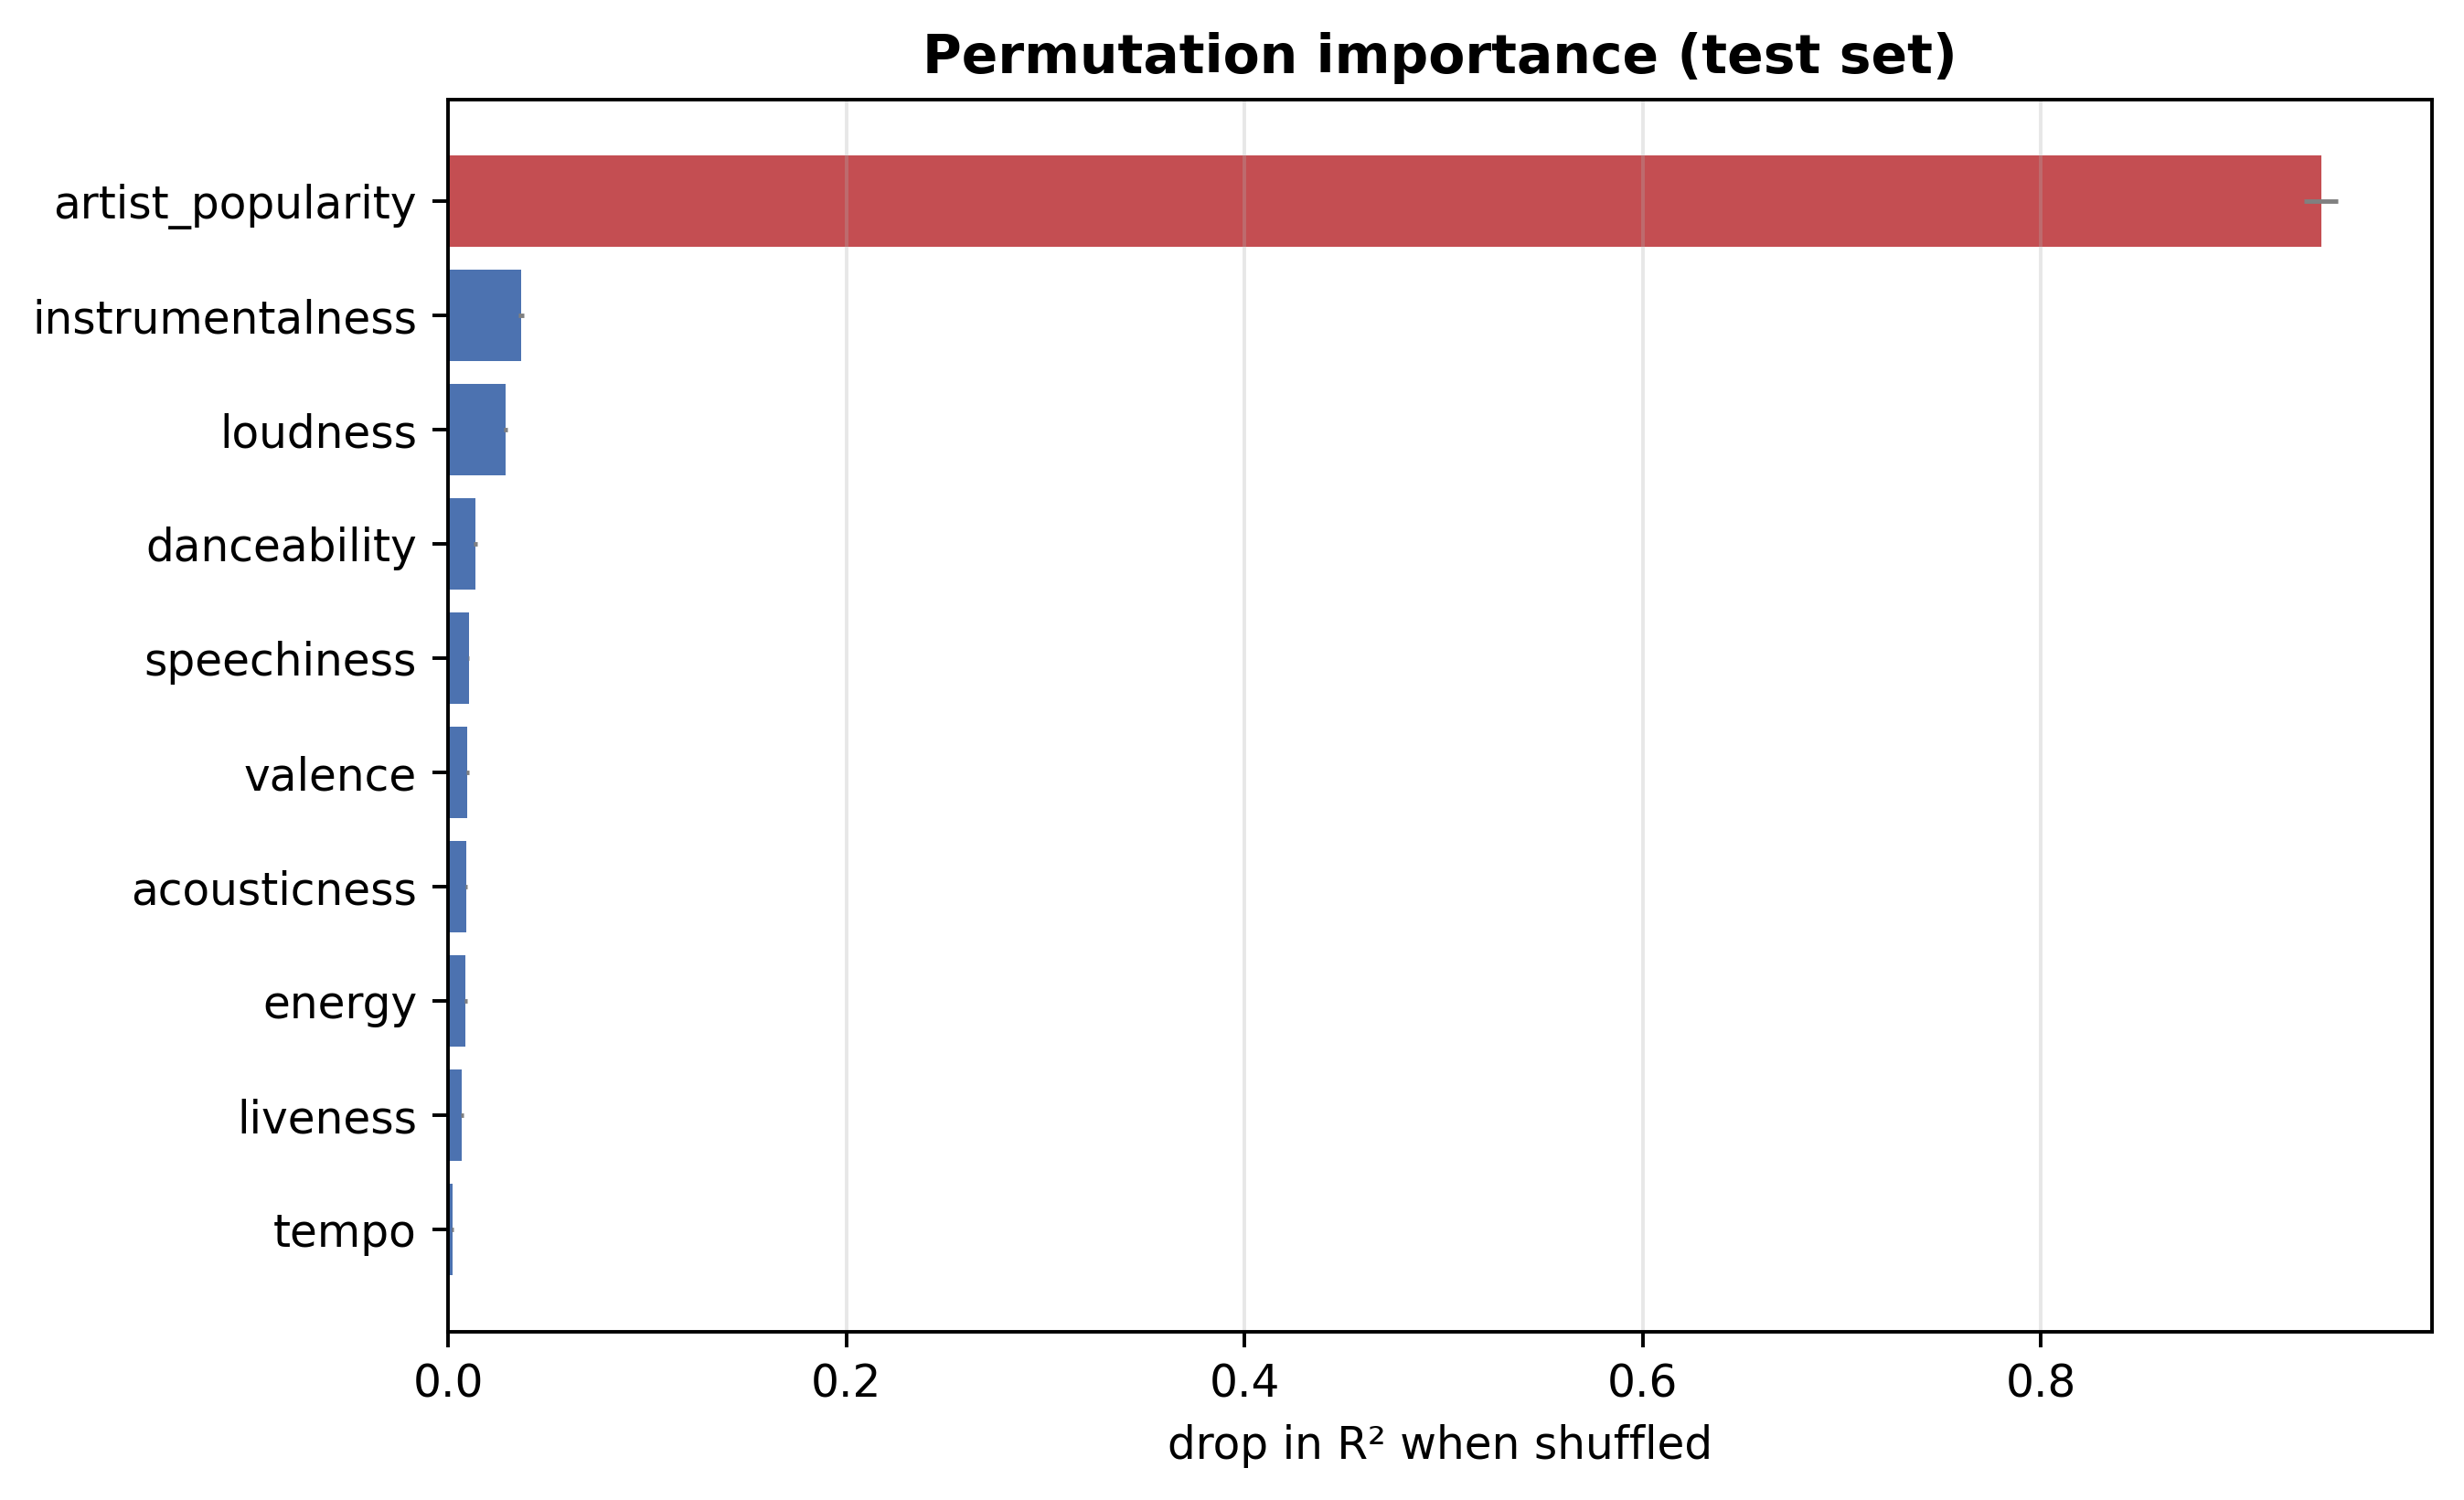 Permutation importance (test set)
artist_popularity
instrumentalness
loudness
danceability
speechiness
valence
acousticness
energy
liveness
tempo
0.0 0.2 0.4 0.6 0.8
drop in R² when shuffled